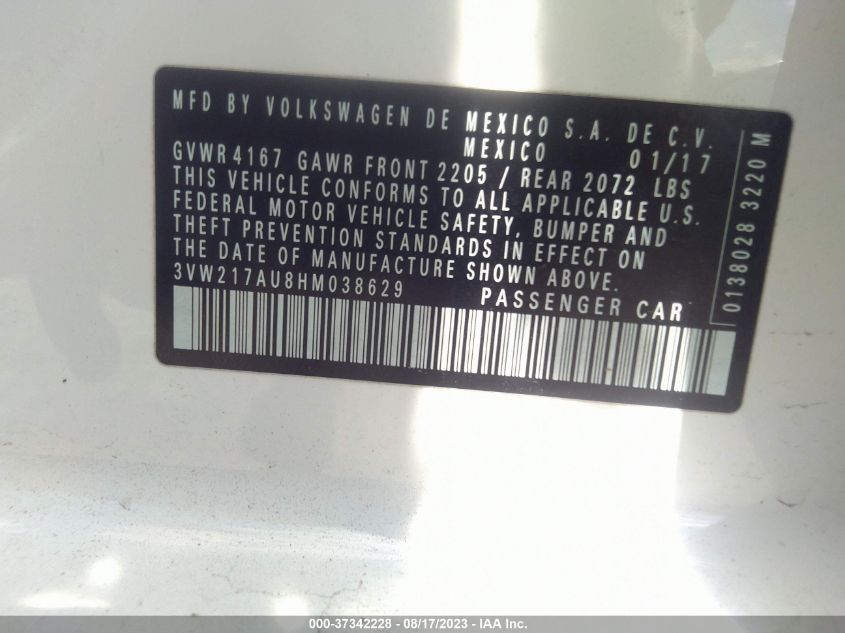 MFD BY VOLKSWAGEN DE MEXICO S.A. DE C.V.
MEXICO 01/17
GVWR 4167 GAWR FRONT 2205 / REAR 2072 LBS
THIS VEHICLE CONFORMS TO ALL APPLICABLE U.S.
FEDERAL MOTOR VEHICLE SAFETY, BUMPER AND
THEFT PREVENTION STANDARDS IN EFFECT ON
THE DATE OF MANUFACTURE SHOWN ABOVE.
3VW217AU8HM038629 PASSENGER CAR
0138028 3220 M
000-37342228 - 08/17/2023 - IAA Inc.